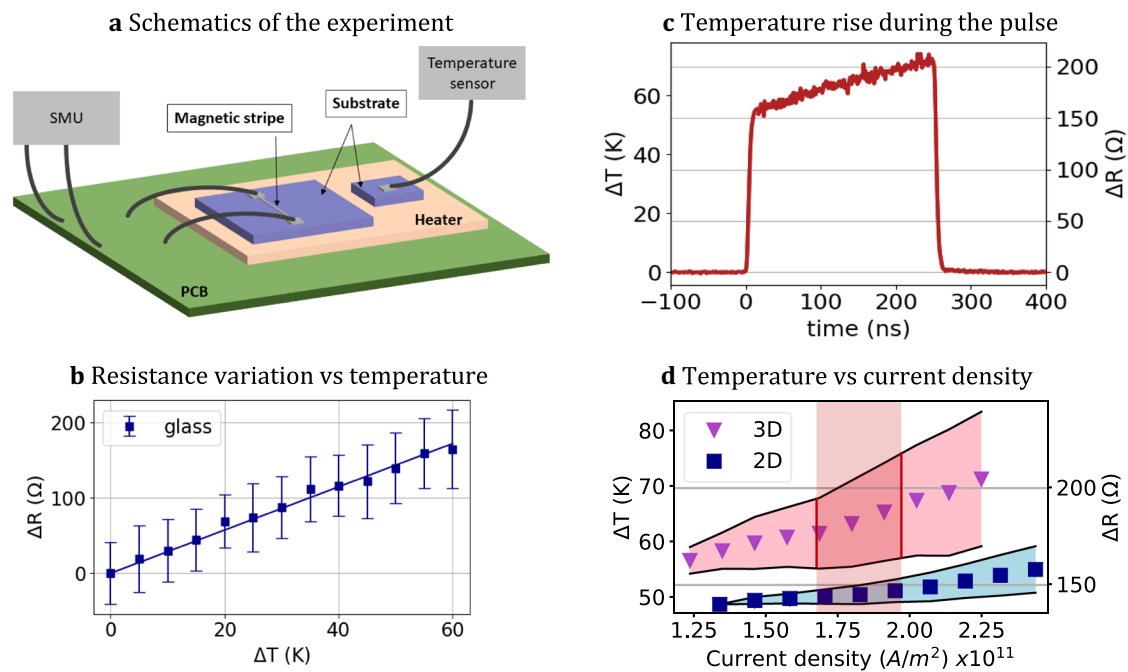 a Schematics of the experiment
SMU
Magnetic stripe
Substrate
Temperature
sensor
Heater
PCB
b Resistance variation vs temperature
ΔR (Ω)
200
100
0
glass
0
20
40
60
ΔT (K)
c Temperature rise during the pulse
ΔT (K)
60
40
20
0
200
150
100
50
0
ΔR (Ω)
−100
0
100
200
300
400
time (ns)
d Temperature vs current density
ΔT (K)
80
70
60
50
3D
2D
200
150
ΔR (Ω)
1.25
1.50
1.75
2.00
2.25
Current density (A/m²) x10¹¹